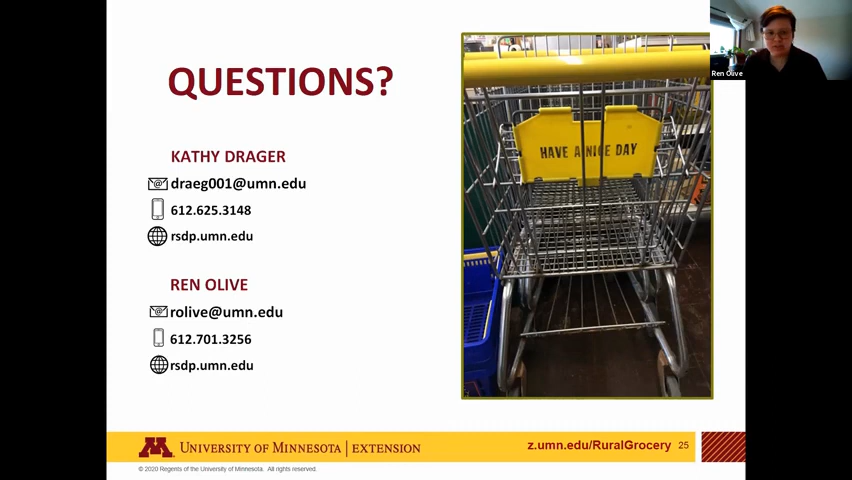 QUESTIONS?
KATHY DRAGER
draeg001@umn.edu
612.625.3148
rsdp.umn.edu
REN OLIVE
rolive@umn.edu
612.701.3256
rsdp.umn.edu
HAVE A NICE DAY
Ren Olive
M UNIVERSITY OF MINNESOTA | EXTENSION
z.umn.edu/RuralGrocery 25
© 2020 Regents of the University of Minnesota. All rights reserved.